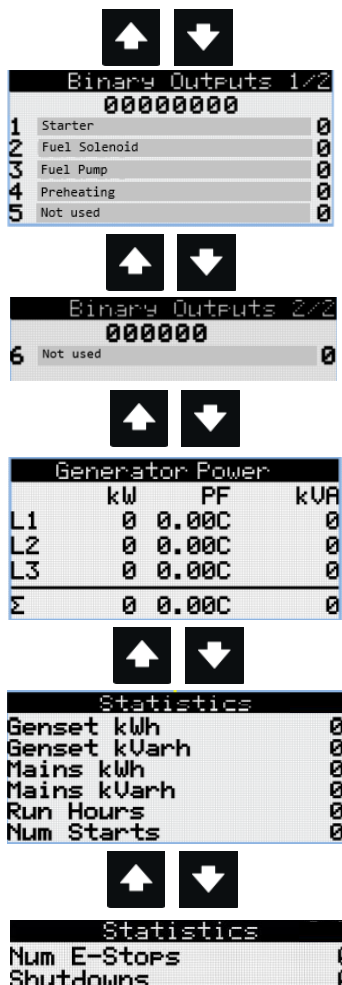 Binary Outputs 1/2
00000000
1 Starter 0
2 Fuel Solenoid 0
3 Fuel Pump 0
4 Preheating 0
5 Not used 0
Binary Outputs 2/2
000000
6 Not used 0
Generator Power
kW PF kVA
L1 0 0.00C 0
L2 0 0.00C 0
L3 0 0.00C 0
Σ 0 0.00C 0
Statistics
Genset kWh 0
Genset kVarh 0
Mains kWh 0
Mains kVarh 0
Run Hours 0
Num Starts 0
Statistics
Num E-Stops
Shutdowns